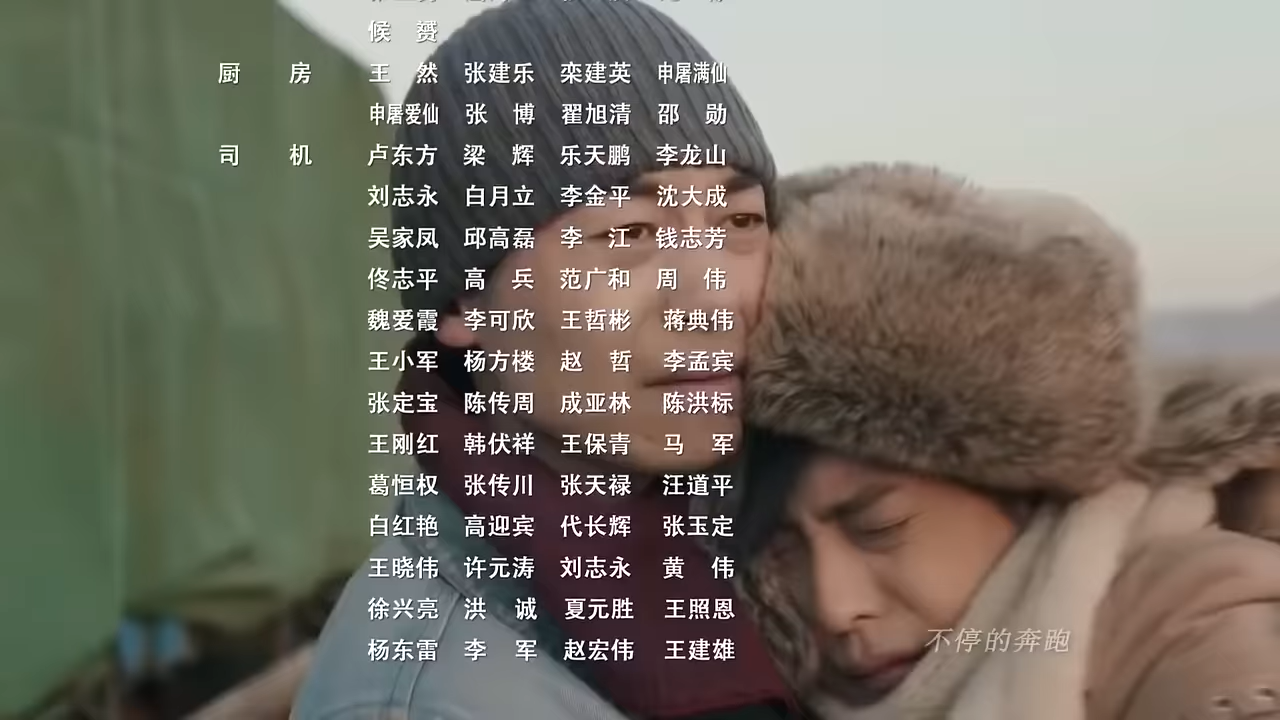 候 赟
厨 房 王 然 张建乐 栾建英 申屠满仙
申屠爱仙 张 博 翟旭清 邵 勋
司 机 卢东方 梁 辉 乐天鹏 李龙山
刘志永 白月立 李金平 沈大成
吴家凤 邱高磊 李 江 钱志芳
佟志平 高 兵 范广和 周 伟
魏爱霞 李可欣 王哲彬 蒋典伟
王小军 杨方楼 赵 哲 李孟宾
张定宝 陈传周 成亚林 陈洪标
王刚红 韩伏祥 王保青 马 军
葛恒权 张传川 张天禄 汪道平
白红艳 高迎宾 代长辉 张玉定
王晓伟 许元涛 刘志永 黄 伟
徐兴亮 洪 诚 夏元胜 王照恩
不停的奔跑
杨东雷 李 军 赵宏伟 王建雄